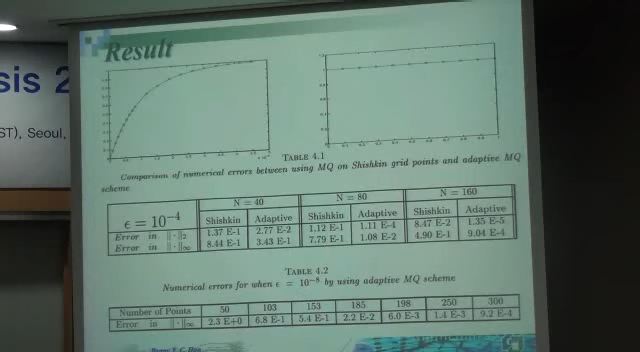 Result
sis 2
ST), Seoul,
TABLE 4.1
Comparison of numerical errors between using MQ on Shishkin grid points and adaptive MQ
scheme
ϵ = 10⁻⁴ N = 40 N = 80 N = 160
Shishkin Adaptive Shishkin Adaptive Shishkin Adaptive
Error in ‖·‖₂ 1.37 E-1 2.77 E-2 1.12 E-1 1.11 E-4 8.47 E-2 1.35 E-5
Error in ‖·‖∞ 8.44 E-1 3.43 E-1 7.79 E-1 1.08 E-2 4.90 E-1 9.04 E-4
TABLE 4.2
Numerical errors for when ϵ = 10⁻⁸ by using adaptive MQ scheme
Number of Points 50 103 153 185 198 250 300
Error in ‖·‖∞ 2.3 E+0 6.8 E-1 5.4 E-1 2.2 E-2 6.0 E-3 1.4 E-3 9.2 E-4